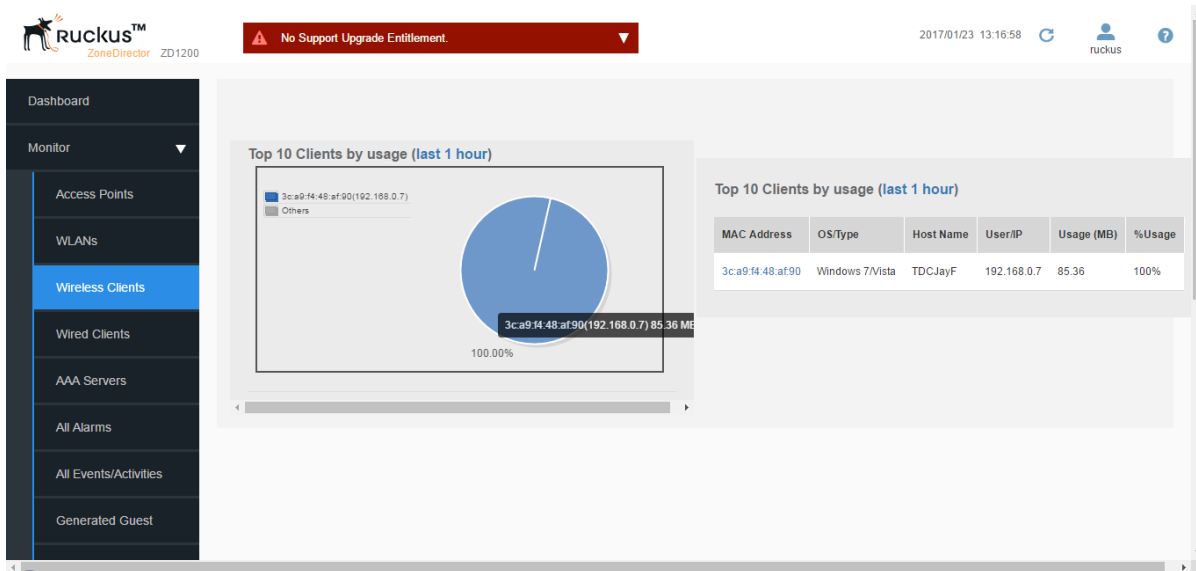 Ruckus™
ZoneDirector ZD1200
No Support Upgrade Entitlement.
2017/01/23 13:16:58
ruckus
Dashboard
Monitor
Access Points
WLANs
Wireless Clients
Wired Clients
AAA Servers
All Alarms
All Events/Activities
Generated Guest
Top 10 Clients by usage (last 1 hour)
3c:a9:f4:48:af:90(192.168.0.7)
Others
3c:a9:f4:48:af:90(192.168.0.7) 85.36 ME
100.00%
Top 10 Clients by usage (last 1 hour)
MAC Address OS/Type Host Name User/IP Usage (MB) %Usage
3c:a9:f4:48:af:90 Windows 7/Vista TDCJayF 192.168.0.7 85.36 100%